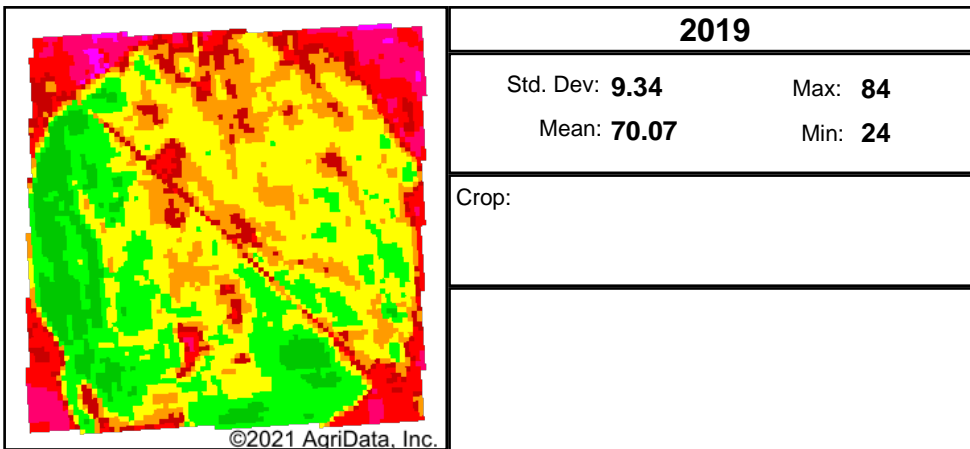 2019
Std. Dev: 9.34 Max: 84
Mean: 70.07 Min: 24
Crop:
©2021 AgriData, Inc.